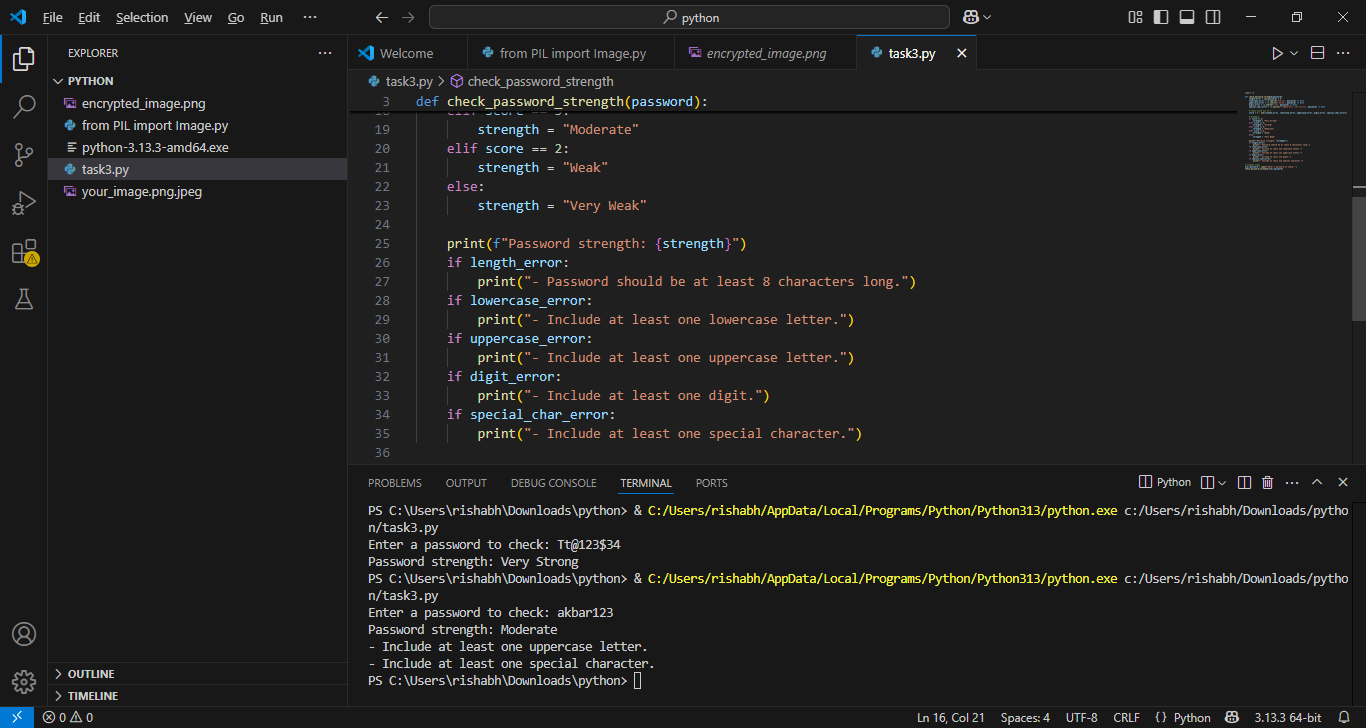 File Edit Selection View Go Run ··· python
EXPLORER ···
PYTHON
encrypted_image.png
from PIL import Image.py
python-3.13.3-amd64.exe
task3.py
your_image.png.jpeg
OUTLINE
TIMELINE
Welcome from PIL import Image.py encrypted_image.png task3.py
task3.py > check_password_strength
3 def check_password_strength(password):
19 strength = "Moderate"
20 elif score == 2:
21 strength = "Weak"
22 else:
23 strength = "Very Weak"
24
25 print(f"Password strength: {strength}")
26 if length_error:
27 print("- Password should be at least 8 characters long.")
28 if lowercase_error:
29 print("- Include at least one lowercase letter.")
30 if uppercase_error:
31 print("- Include at least one uppercase letter.")
32 if digit_error:
33 print("- Include at least one digit.")
34 if special_char_error:
35 print("- Include at least one special character.")
36
PROBLEMS OUTPUT DEBUG CONSOLE TERMINAL PORTS Python
PS C:\Users\rishabh\Downloads\python> & C:/Users/rishabh/AppData/Local/Programs/Python/Python313/python.exe c:/Users/rishabh/Downloads/pytho
n/task3.py
Enter a password to check: Tt@123$34
Password strength: Very Strong
PS C:\Users\rishabh\Downloads\python> & C:/Users/rishabh/AppData/Local/Programs/Python/Python313/python.exe c:/Users/rishabh/Downloads/pytho
n/task3.py
Enter a password to check: akbar123
Password strength: Moderate
- Include at least one uppercase letter.
- Include at least one special character.
PS C:\Users\rishabh\Downloads\python>
0 0 Ln 16, Col 21 Spaces: 4 UTF-8 CRLF {} Python 3.13.3 64-bit